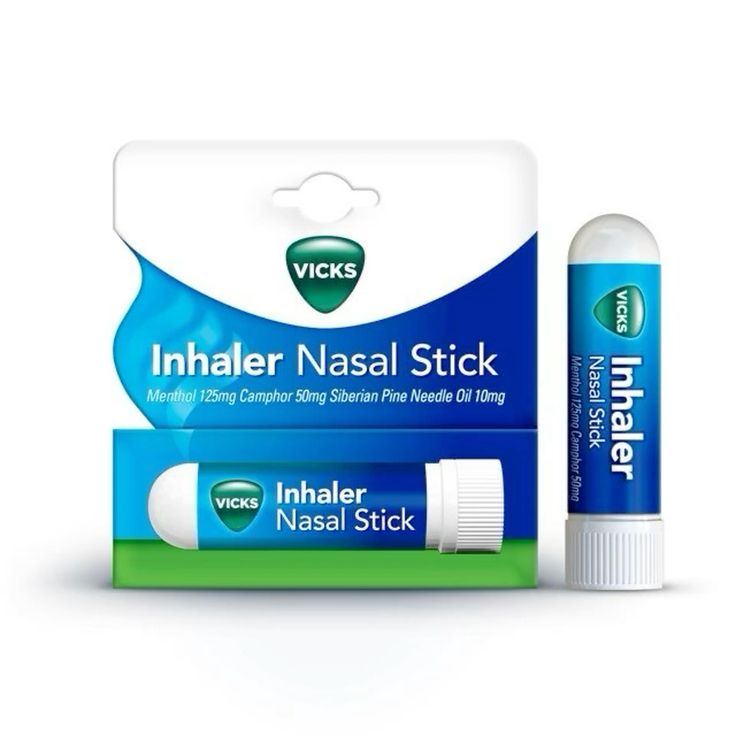 VICKS
Inhaler Nasal Stick
Menthol 125mg Camphor 50mg Siberian Pine Needle Oil 10mg
VICKS
Inhaler
Nasal Stick
VICKS
Inhaler
Nasal Stick
Menthol 125mg Camphor 50mg